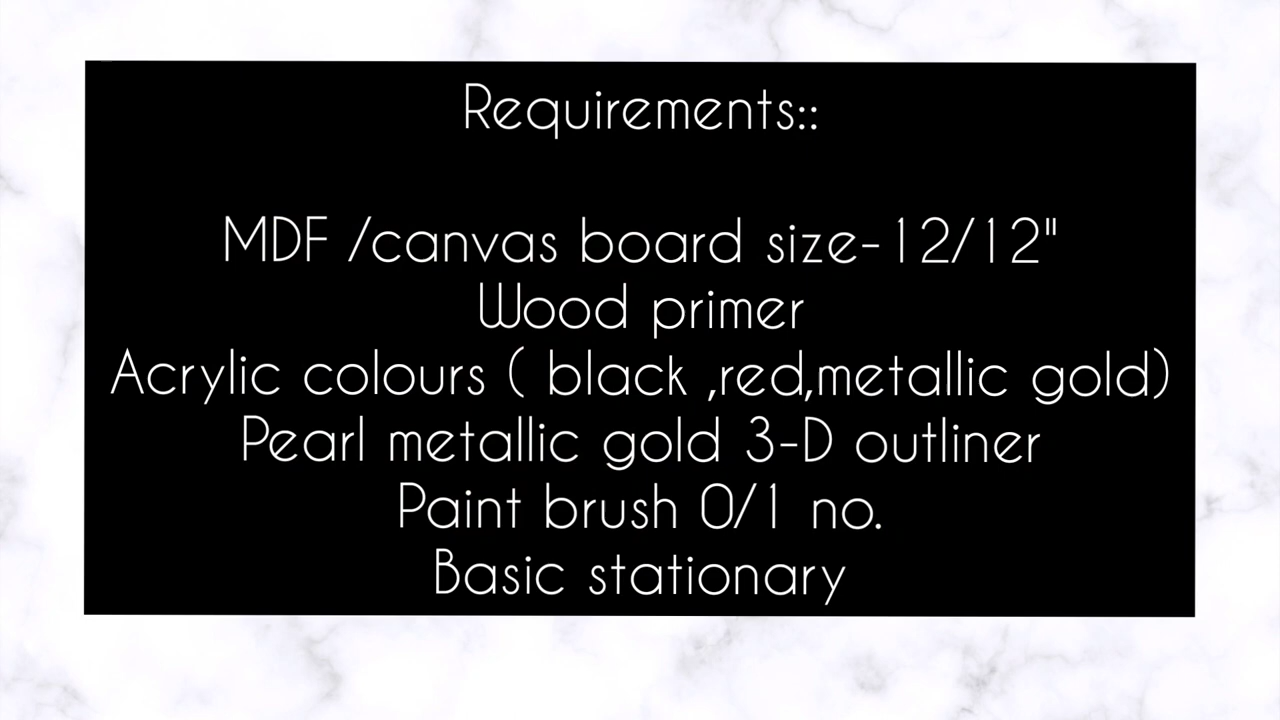 Requirements::
MDF /canvas board size-12/12"
Wood primer
Acrylic colours ( black ,red,metallic gold)
Pearl metallic gold 3-D outliner
Paint brush 0/1 no.
Basic stationary